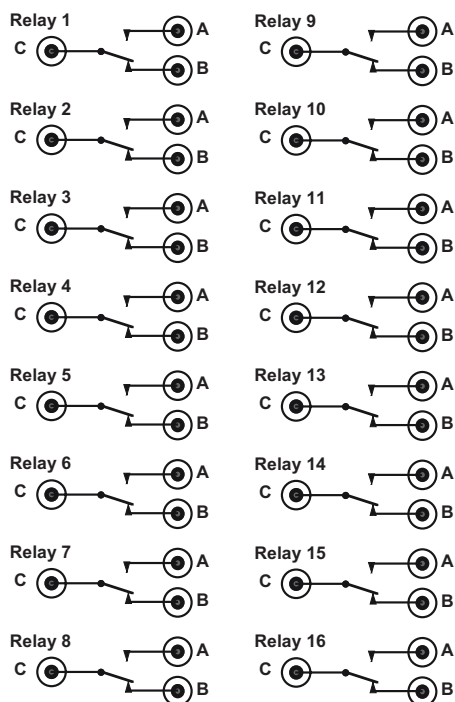 Relay 1
A
C
B
Relay 2
A
C
B
Relay 3
A
C
B
Relay 4
A
C
B
Relay 5
A
C
B
Relay 6
A
C
B
Relay 7
A
C
B
Relay 8
A
C
B
Relay 9
A
C
B
Relay 10
A
C
B
Relay 11
A
C
B
Relay 12
A
C
B
Relay 13
A
C
B
Relay 14
A
C
B
Relay 15
A
C
B
Relay 16
A
C
B